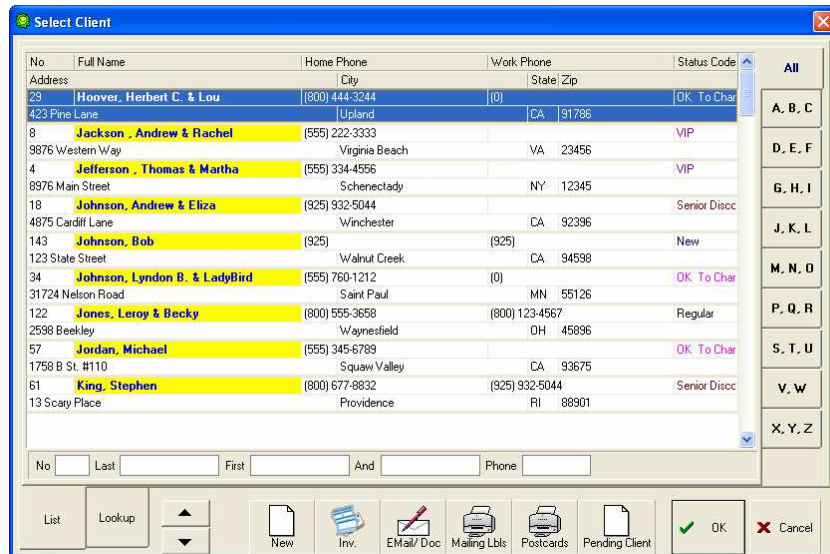 Select Client
No Full Name Home Phone Work Phone Status Code
Address City State Zip
29 Hoover, Herbert C. & Lou (800) 444-3244 (0) OK To Char
423 Pine Lane Upland CA 91786
8 Jackson , Andrew & Rachel (555) 222-3333 VIP
9876 Western Way Virginia Beach VA 23456
4 Jefferson , Thomas & Martha (555) 334-4556 VIP
8976 Main Street Schenectady NY 12345
18 Johnson, Andrew & Eliza (925) 932-5044 Senior Disco
4875 Cardiff Lane Winchester CA 92396
143 Johnson, Bob (925) (925) New
123 State Street Walnut Creek CA 94598
34 Johnson, Lyndon B. & LadyBird (555) 760-1212 (0) OK To Char
31724 Nelson Road Saint Paul MN 55126
122 Jones, Leroy & Becky (800) 555-3658 (800) 123-4567 Regular
2598 Beekley Waynesfield OH 45896
57 Jordan, Michael (555) 345-6789 OK To Char
1758 B St. #110 Squaw Valley CA 93675
61 King, Stephen (800) 677-8832 (925) 932-5044 Senior Disco
13 Scary Place Providence RI 88901
All
A, B, C
D, E, F
G, H, I
J, K, L
M, N, O
P, Q, R
S, T, U
V, W
X, Y, Z
No Last First And Phone
List Lookup New Inv. EMail/ Doc Mailing Lbls Postcards Pending Client OK Cancel